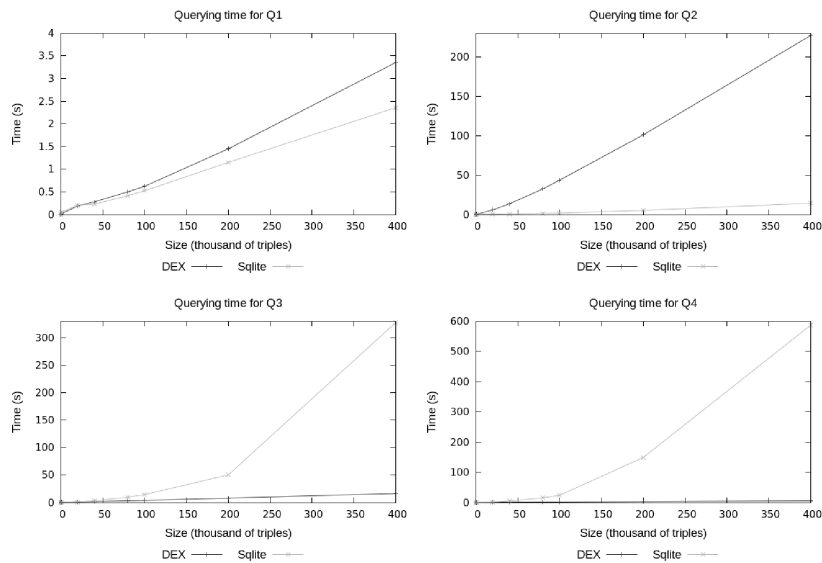 Querying time for Q1
4
3.5
3
2.5
2
1.5
1
0.5
0
Time (s)
0 50 100 150 200 250 300 350 400
Size (thousand of triples)
DEX Sqlite
Querying time for Q2
200
150
100
50
0
Time (s)
0 50 100 150 200 250 300 350 400
Size (thousand of triples)
DEX Sqlite
Querying time for Q3
300
250
200
150
100
50
0
Time (s)
0 50 100 150 200 250 300 350 400
Size (thousand of triples)
DEX Sqlite
Querying time for Q4
600
500
400
300
200
100
0
Time (s)
0 50 100 150 200 250 300 350 400
Size (thousand of triples)
DEX Sqlite